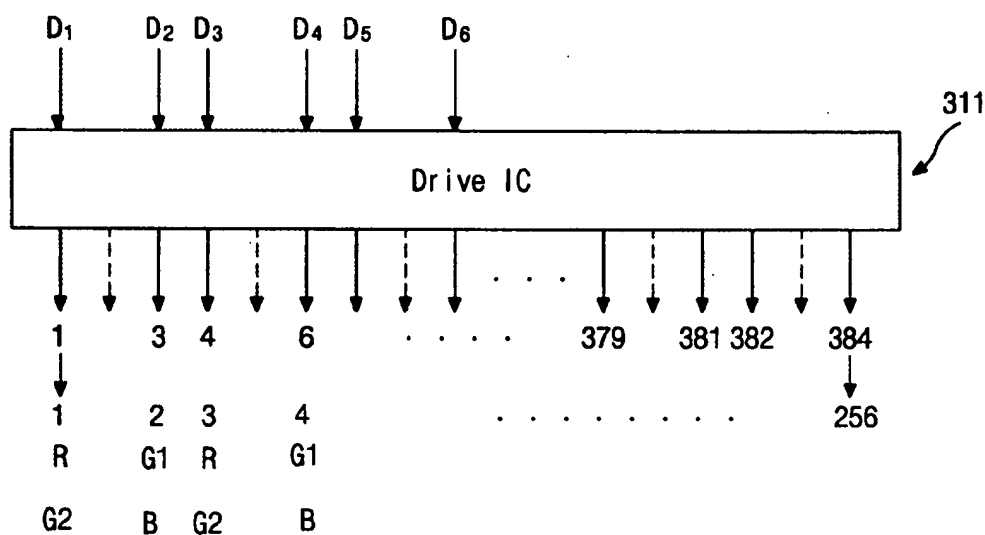 D1 D2 D3 D4 D5 D6
311
Drive IC
. . .
1 3 4 6 . . . . 379 381 382 384
1 2 3 4 . . . . . . . . 256
R G1 R G1
G2 B G2 B